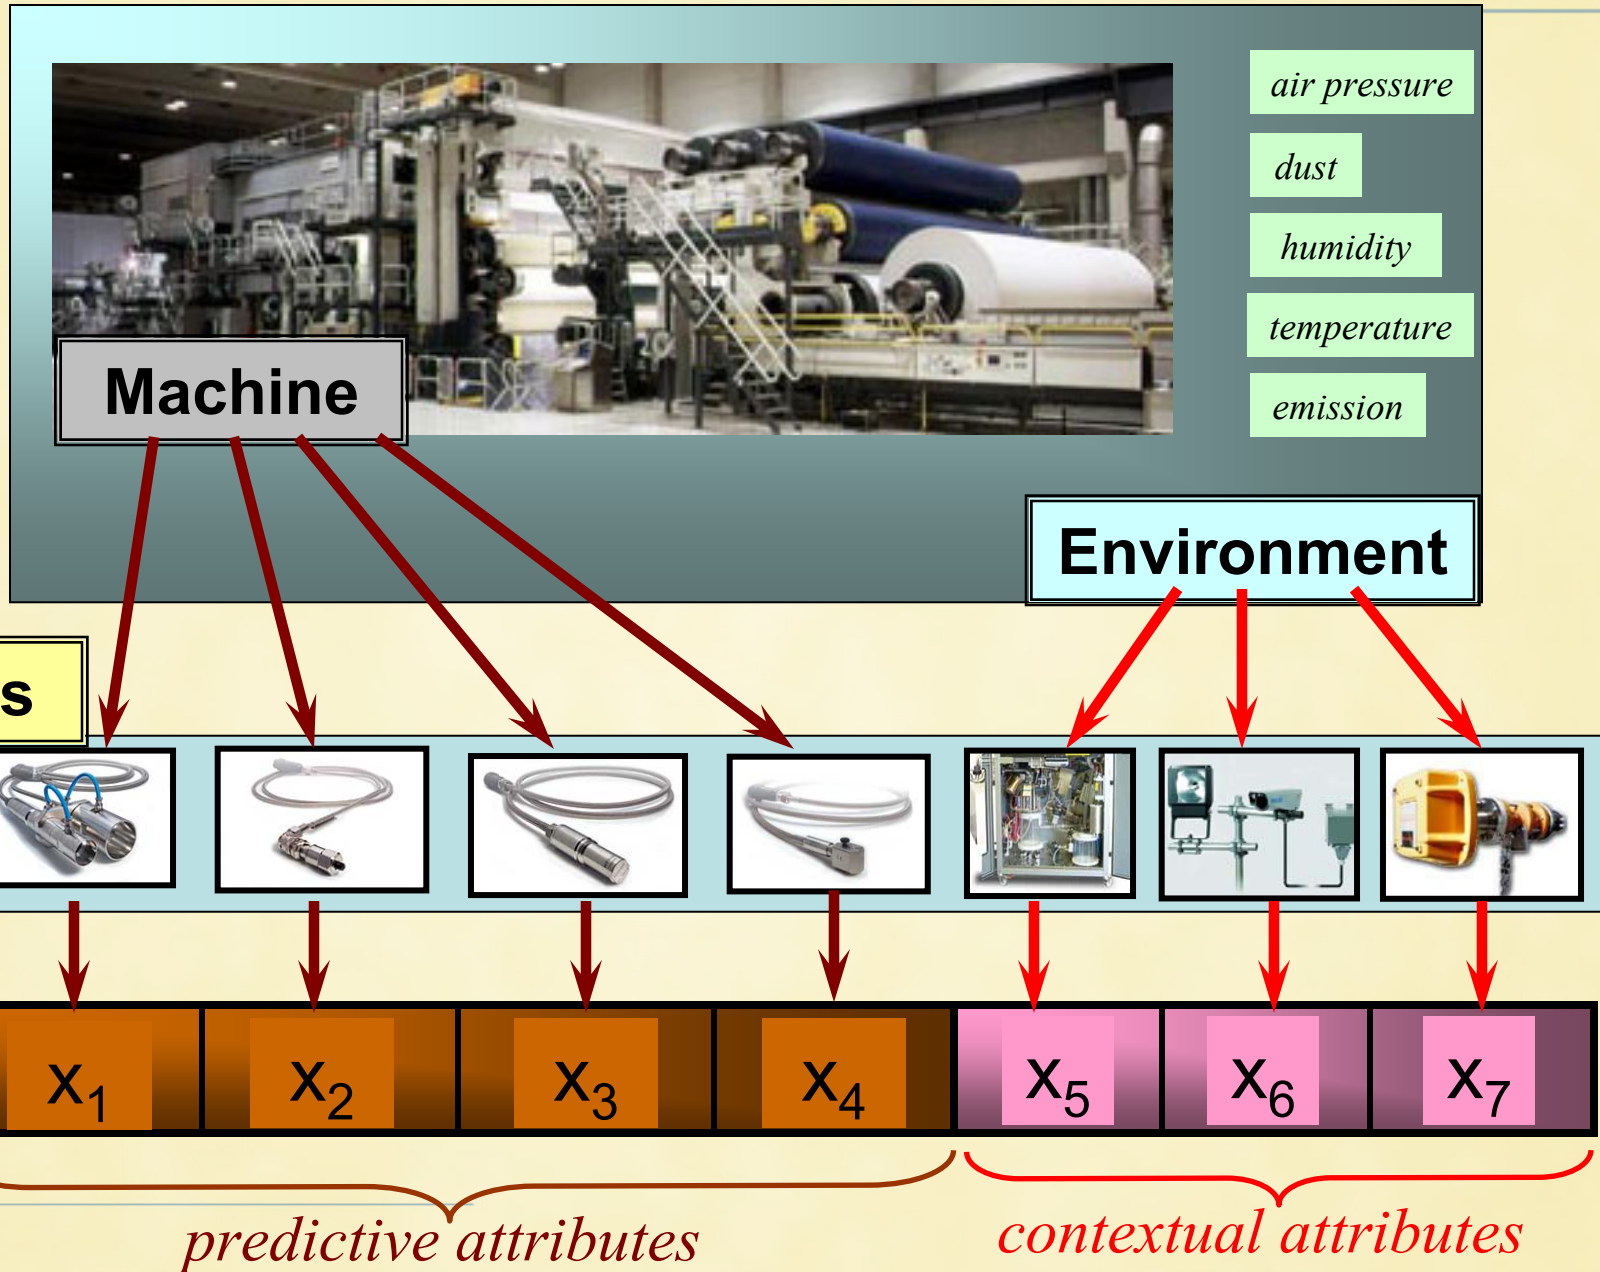 air pressure
dust
humidity
temperature
emission
Machine
Environment
s
x₁ x₂ x₃ x₄ x₅ x₆ x₇
predictive attributes
contextual attributes